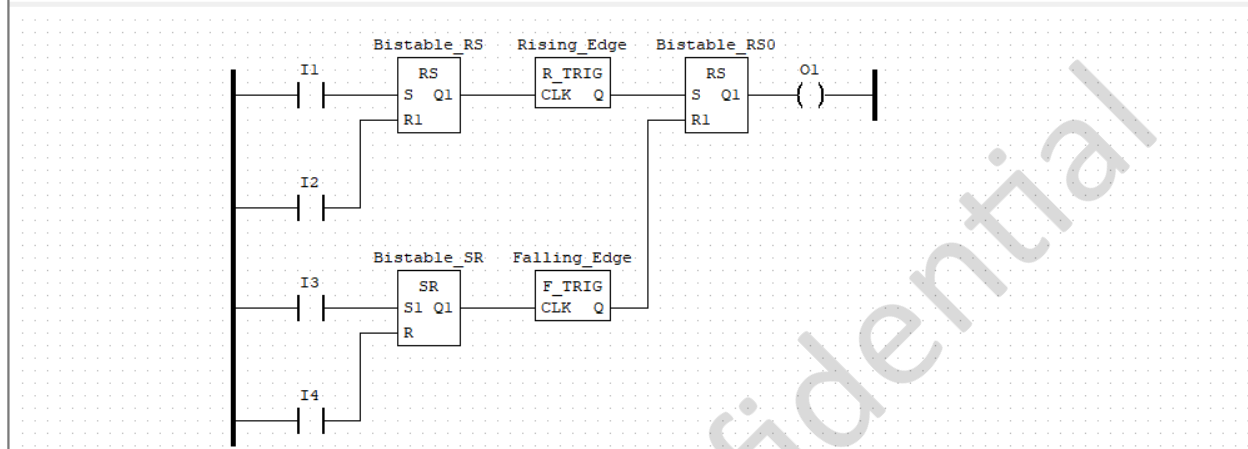 Bistable_RS Rising_Edge Bistable_RS0
I1 RS R_TRIG RS O1
S Q1 CLK Q S Q1
R1 R1
I2
Bistable_SR Falling_Edge
I3 SR F_TRIG
S1 Q1 CLK Q
R
I4
fidential